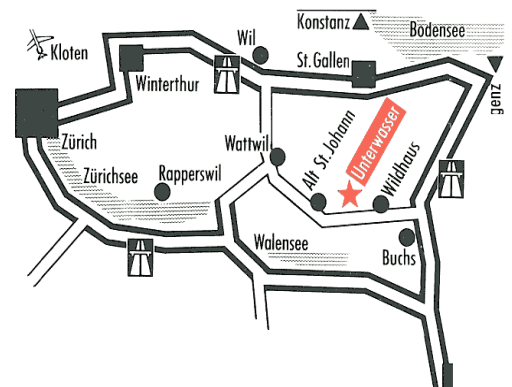 Konstanz
Bodensee
Wil
Kloten
St. Gallen
Winterthur
genz
Zürich
Wattwil
Alt St. Johann
Unterwasser
Wildhaus
Zürichsee
Rapperswil
Walensee
Buchs